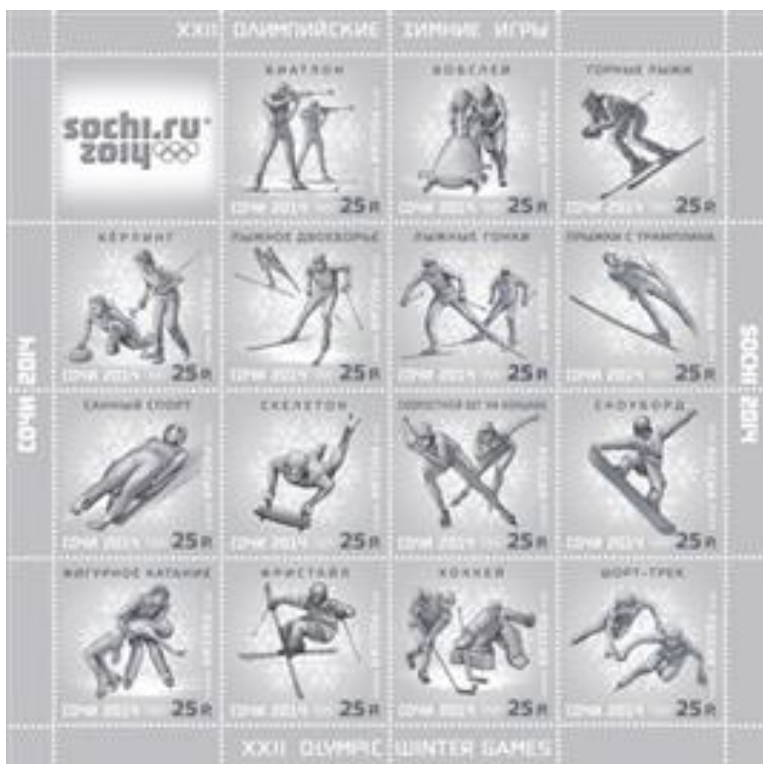 XXII ОЛИМПИЙСКИЕ ЗИМНИЕ ИГРЫ
sochi.ru
2014
БИАТЛОН
СОЧИ 2014 25 Я
БОБСЛЕЙ
СОЧИ 2014 25 Я
ГОРНЫЕ ЛЫЖИ
СОЧИ 2014 25 Я
КЁРЛИНГ
СОЧИ 2014 25 Я
ЛЫЖНОЕ ДВОЕБОРЬЕ
СОЧИ 2014 25 Я
ЛЫЖНЫЕ ГОНКИ
СОЧИ 2014 25 Я
ПРЫЖКИ С ТРАМПЛИНА
СОЧИ 2014 25 Я
СОЧИ 2014
SOCHI 2014
САННЫЙ СПОРТ
СОЧИ 2014 25 Я
СКЕЛЕТОН
СОЧИ 2014 25 Я
СКОРОСТНОЙ БЕГ НА КОНЬКАХ
СОЧИ 2014 25 Я
СНОУБОРД
СОЧИ 2014 25 Я
ФИГУРНОЕ КАТАНИЕ
СОЧИ 2014 25 Я
ФРИСТАЙЛ
СОЧИ 2014 25 Я
ХОККЕЙ
СОЧИ 2014 25 Я
ШОРТ-ТРЕК
СОЧИ 2014 25 Я
XXII OLYMPIC WINTER GAMES